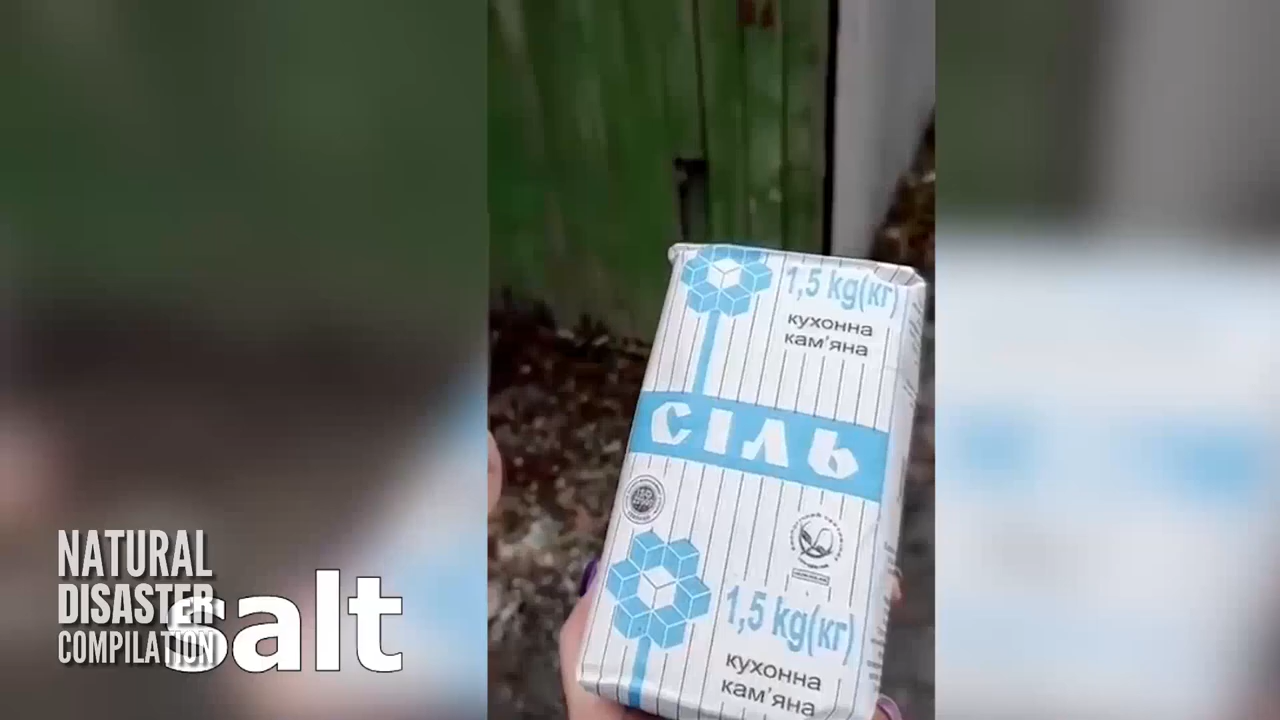 1,5 kg(кг)
кухонна
кам'яна
СІЛЬ
1,5 kg(кг)
кухонна
кам'яна
NATURAL
DISASTER
COMPILATION
salt